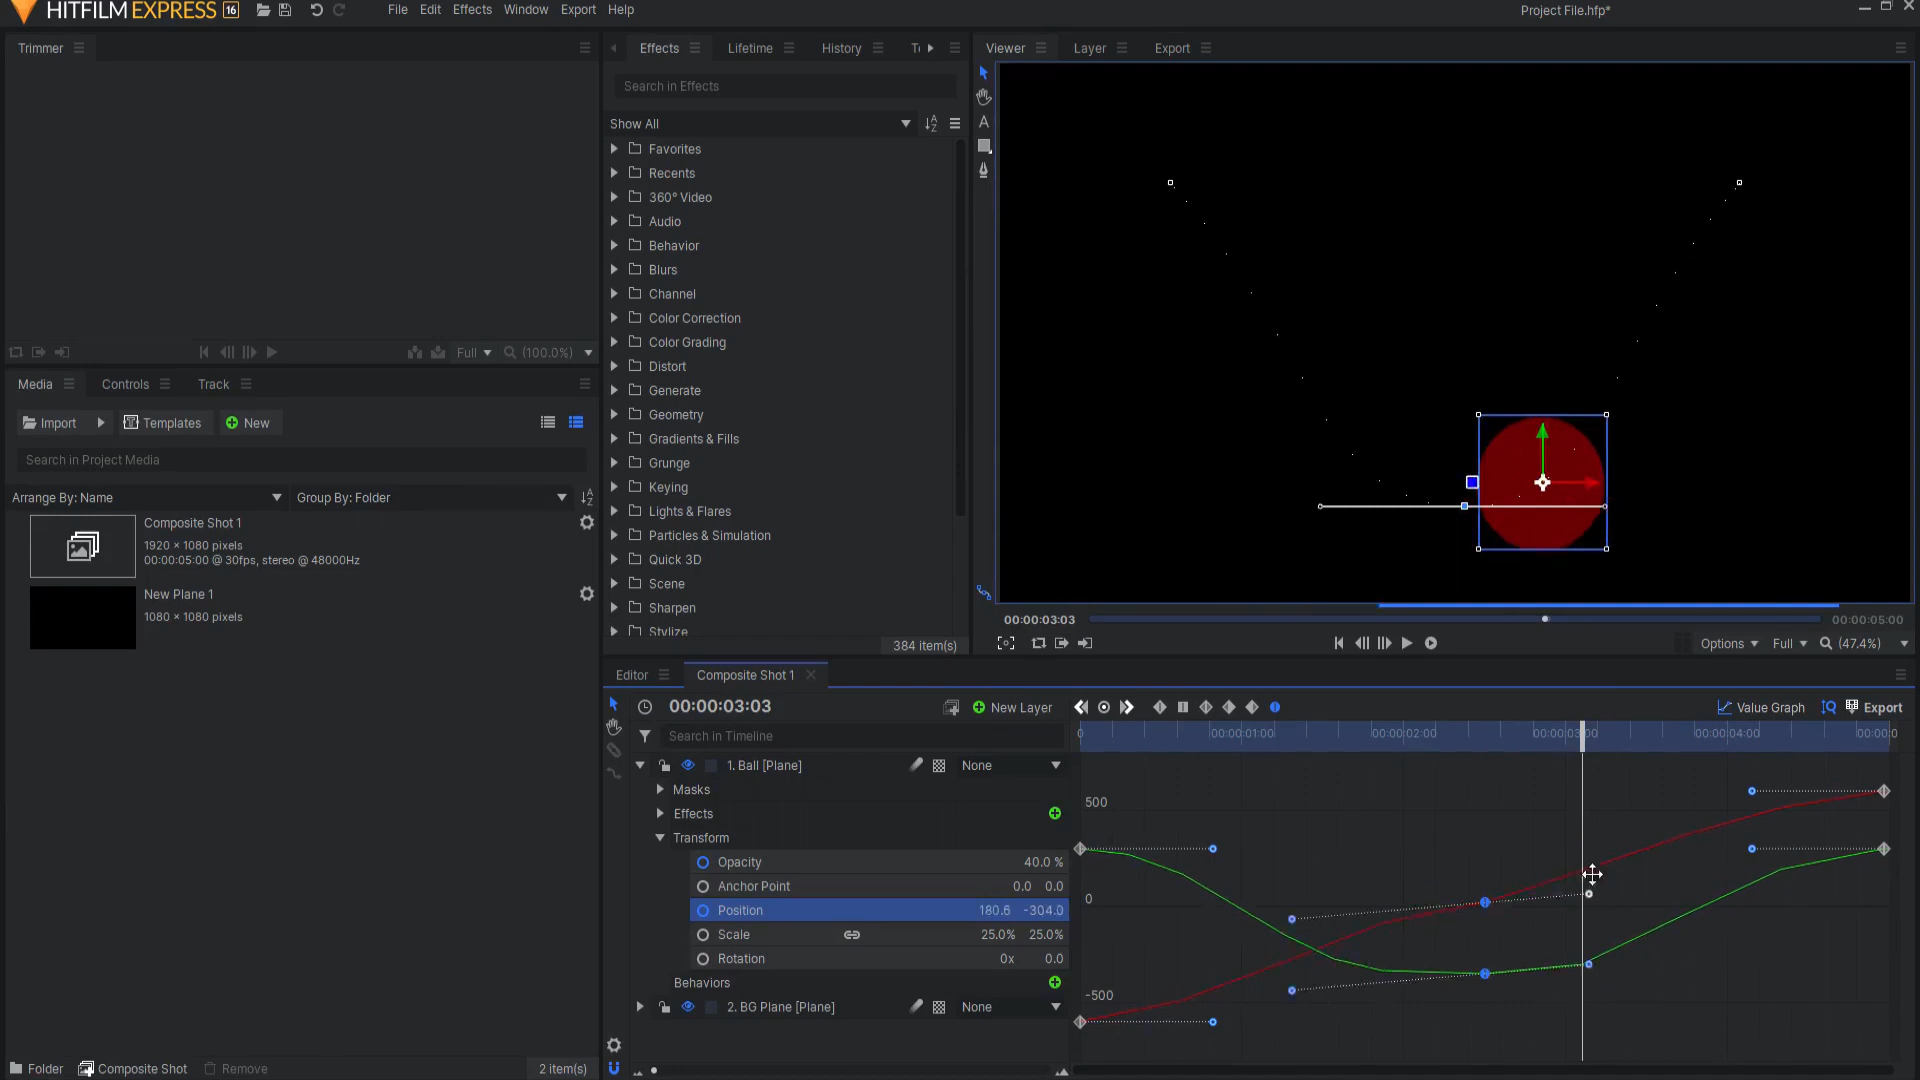 HITFILM EXPRESS 16
File Edit Effects Window Export Help
Project File.hfp*
Trimmer
Full (100.0%)
Media Controls Track
Import Templates New
Search in Project Media
Arrange By: Name Group By: Folder
Composite Shot 1
1920 × 1080 pixels
00:00:05:00 @ 30fps, stereo @ 48000Hz
New Plane 1
1080 × 1080 pixels
Folder Composite Shot Remove 2 item(s)
Effects Lifetime History
Search in Effects
Show All
Favorites
Recents
360° Video
Audio
Behavior
Blurs
Channel
Color Correction
Color Grading
Distort
Generate
Geometry
Gradients & Fills
Grunge
Keying
Lights & Flares
Particles & Simulation
Quick 3D
Scene
Sharpen
Stylize
384 item(s)
Viewer Layer Export
A
00:00:03:03 00:00:05:00
Options Full (47.4%)
Editor Composite Shot 1
00:00:03:03 New Layer Value Graph Export
Search in Timeline
0 00:00:01:00 00:00:02:00 00:00:03:00 00:00:04:00 00:00:0
1. Ball [Plane] None
Masks
Effects
Transform
Opacity 40.0 %
Anchor Point 0.0 0.0
Position 180.6 -304.0
Scale 25.0% 25.0%
Rotation 0x 0.0
Behaviors
2. BG Plane [Plane] None
500
0
-500